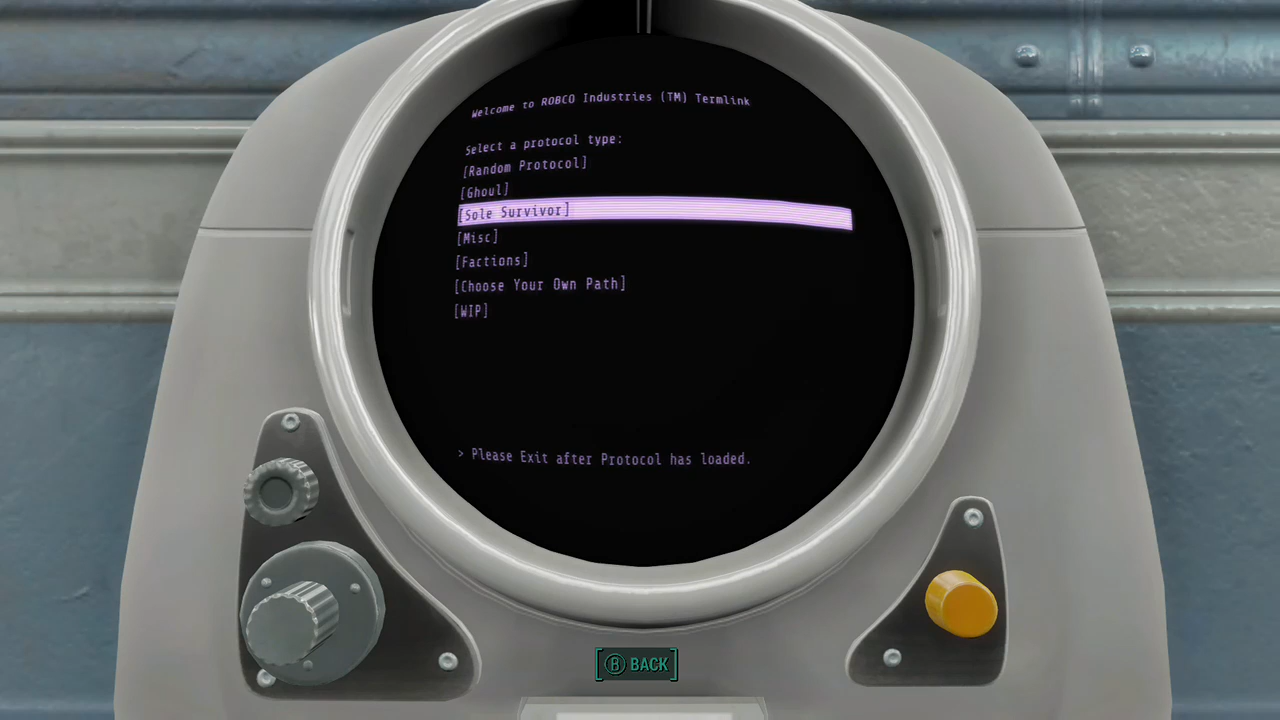 Welcome to ROBCO Industries (TM) Termlink
Select a protocol type:
[Random Protocol]
[Ghoul]
[Sole Survivor]
[Misc]
[Factions]
[Choose Your Own Path]
[WIP]
> Please Exit after Protocol has loaded.
B BACK